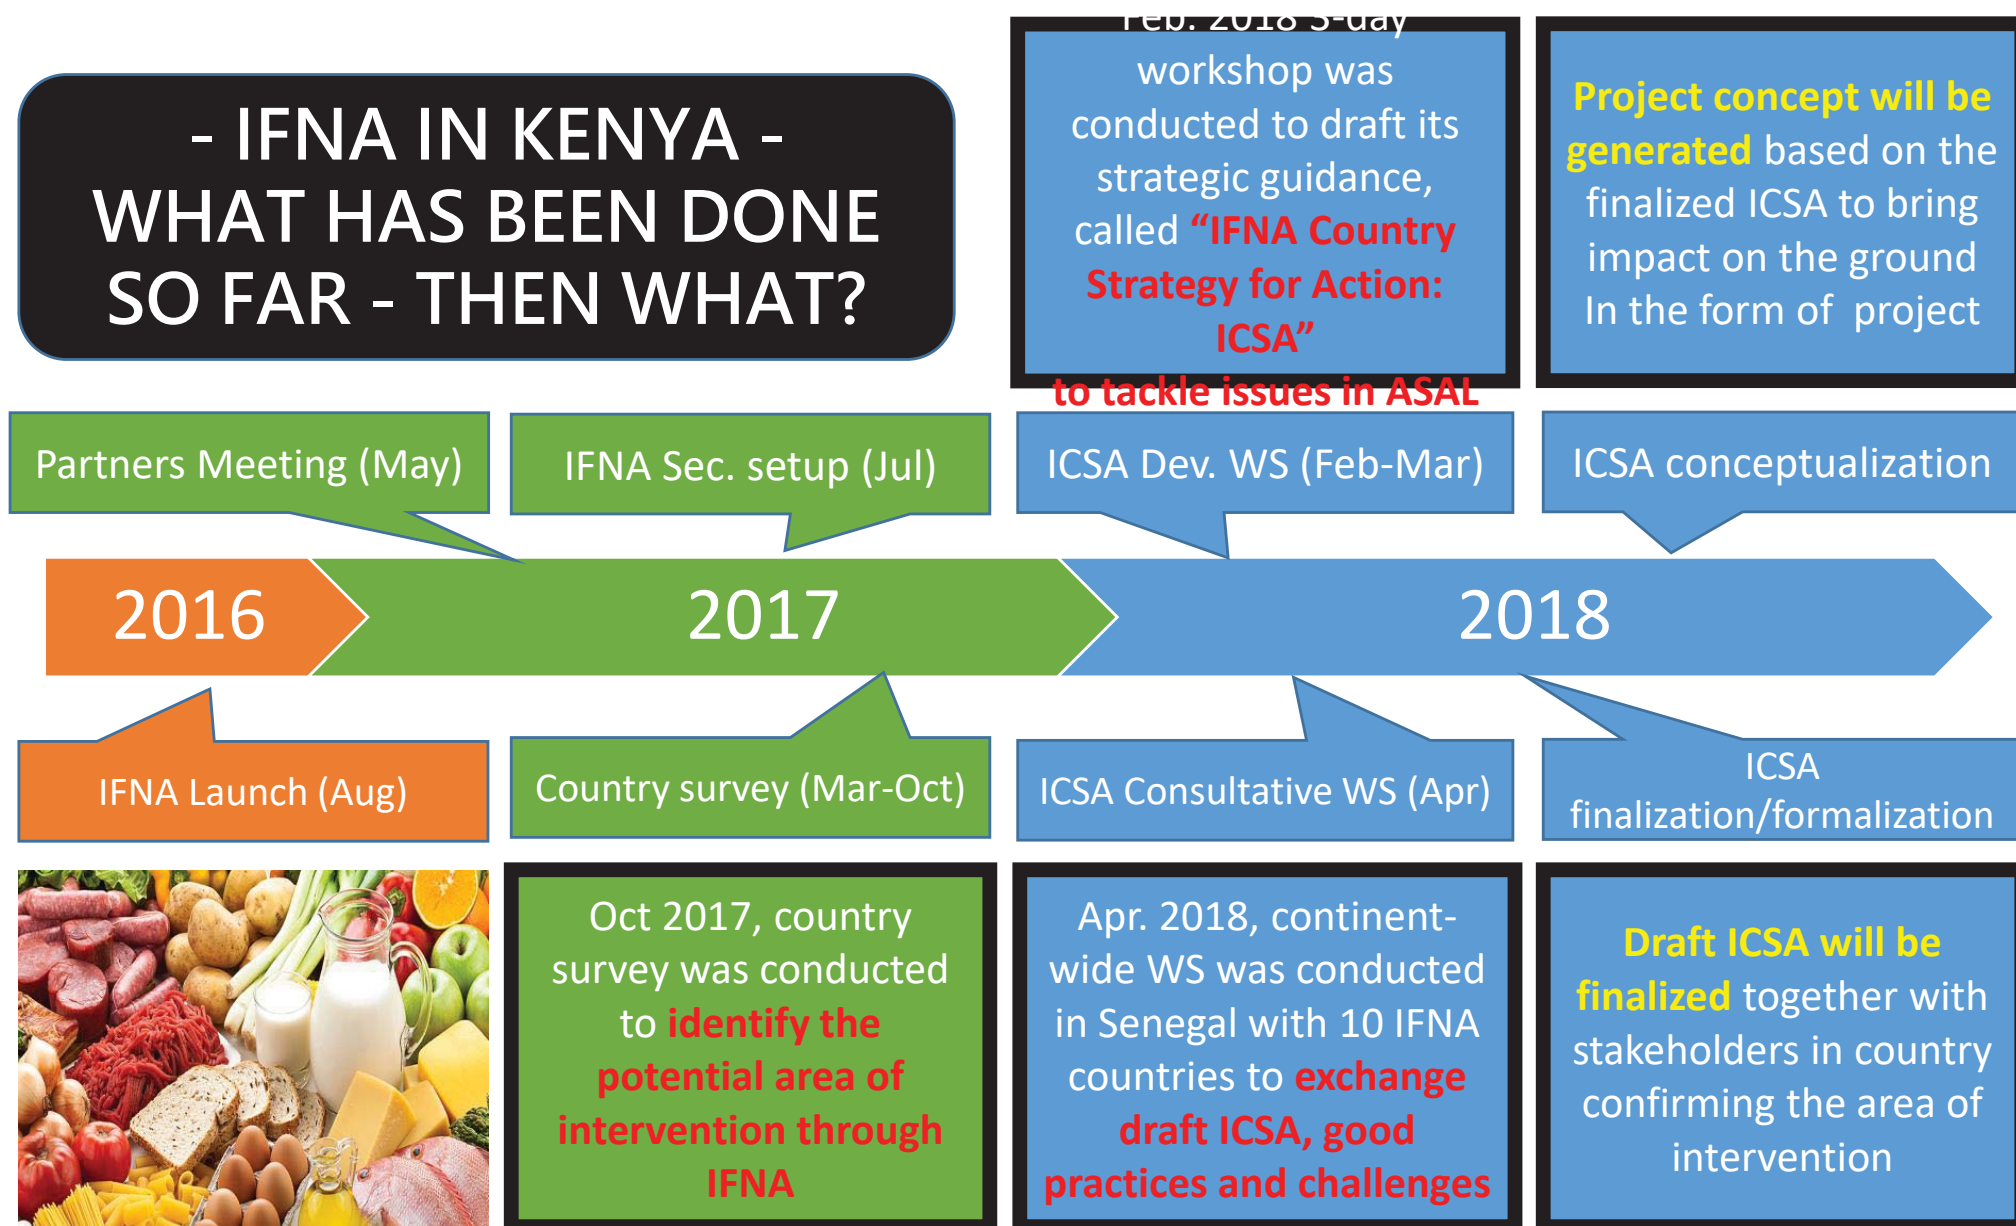 - IFNA IN KENYA -
WHAT HAS BEEN DONE
SO FAR - THEN WHAT?
Feb. 2018 3-day
workshop was
conducted to draft its
strategic guidance,
called “IFNA Country
Strategy for Action:
ICSA”
to tackle issues in ASAL
Project concept will be
generated based on the
finalized ICSA to bring
impact on the ground
In the form of project
Partners Meeting (May)
IFNA Sec. setup (Jul)
ICSA Dev. WS (Feb-Mar)
ICSA conceptualization
2016
2017
2018
IFNA Launch (Aug)
Country survey (Mar-Oct)
ICSA Consultative WS (Apr)
ICSA
finalization/formalization
Oct 2017, country
survey was conducted
to identify the
potential area of
intervention through
IFNA
Apr. 2018, continent-
wide WS was conducted
in Senegal with 10 IFNA
countries to exchange
draft ICSA, good
practices and challenges
Draft ICSA will be
finalized together with
stakeholders in country
confirming the area of
intervention